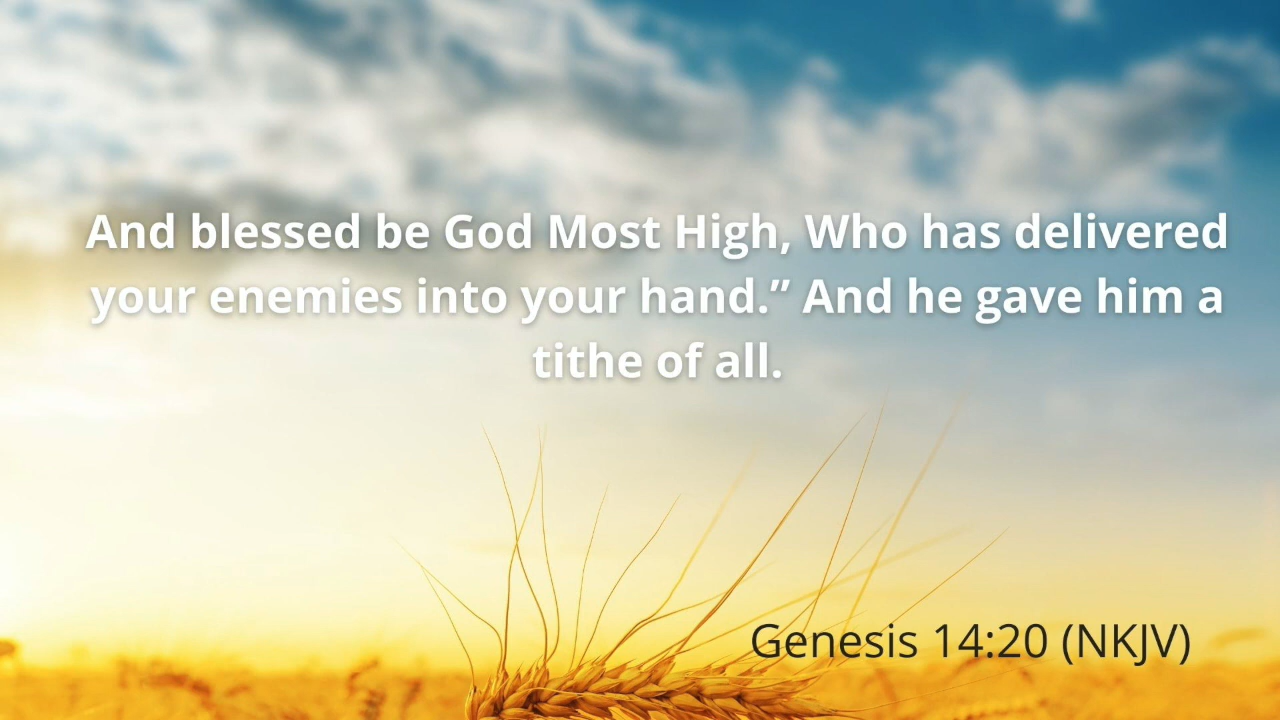 And blessed be God Most High, Who has delivered
your enemies into your hand.” And he gave him a
tithe of all.
Genesis 14:20 (NKJV)